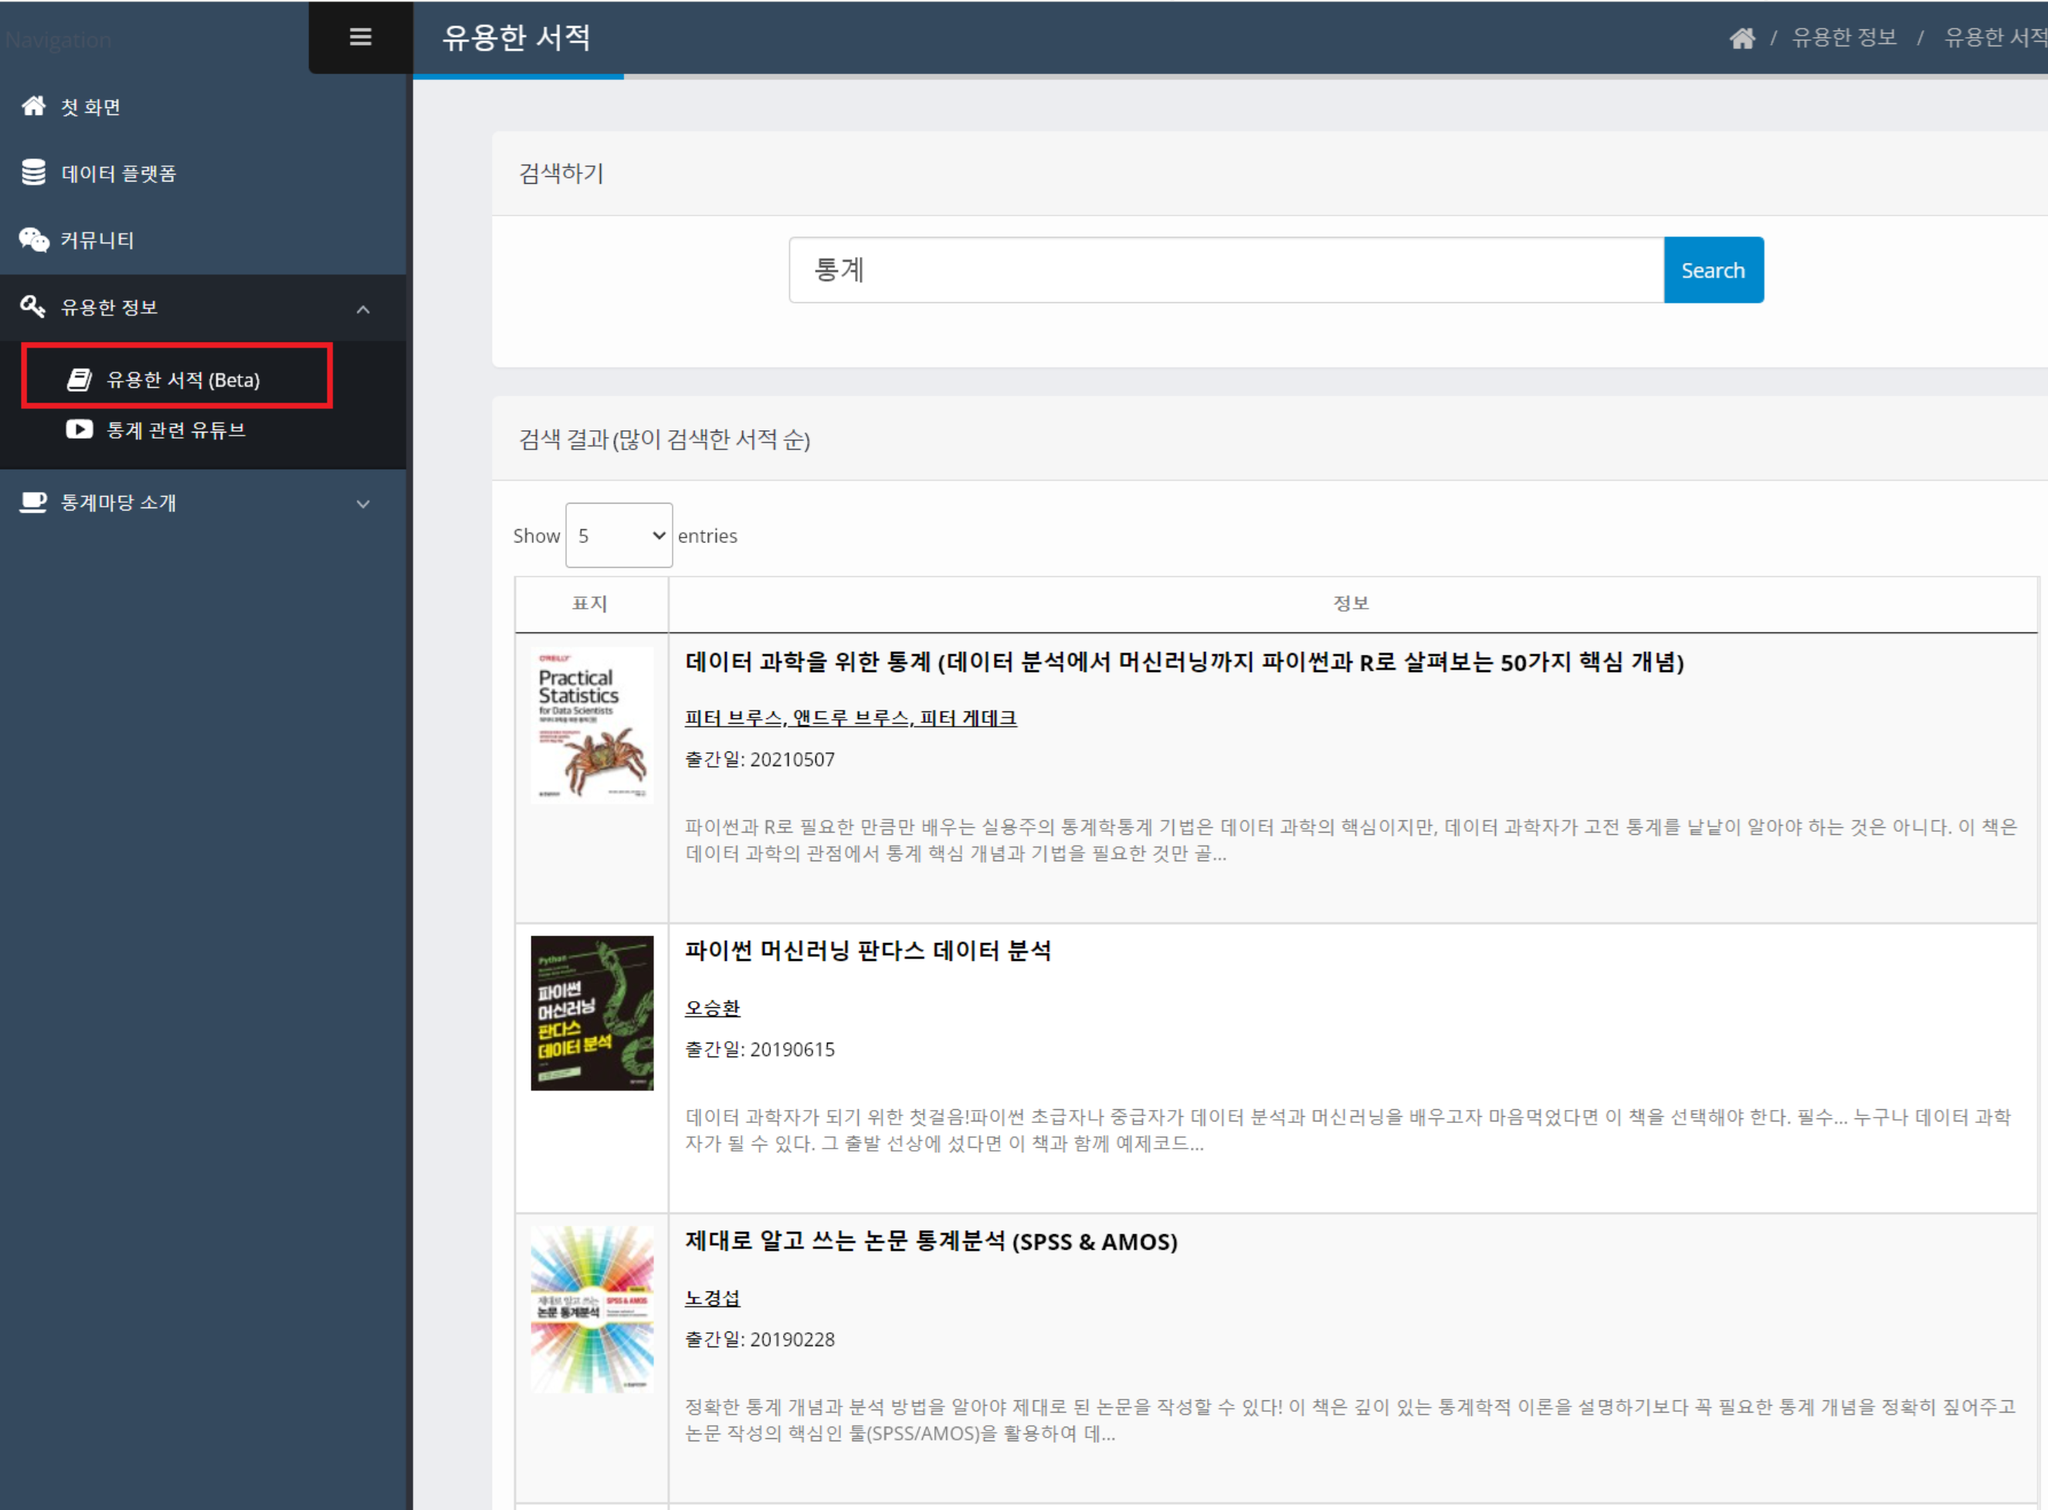 Navigation
유용한 서적
/ 유용한 정보 / 유용한 서적
첫 화면
데이터 플랫폼
커뮤니티
유용한 정보
유용한 서적 (Beta)
통계 관련 유튜브
통계마당 소개
검색하기
통계
Search
검색 결과 (많이 검색한 서적 순)
Show 5 entries
표지
정보
O'REILLY
Practical
Statistics
for Data Scientists
데이터 과학을 위한 통계 (데이터 분석에서 머신러닝까지 파이썬과 R로 살펴보는 50가지 핵심 개념)
피터 브루스, 앤드루 브루스, 피터 게데크
출간일: 20210507
파이썬과 R로 필요한 만큼만 배우는 실용주의 통계학통계 기법은 데이터 과학의 핵심이지만, 데이터 과학자가 고전 통계를 낱낱이 알아야 하는 것은 아니다. 이 책은
데이터 과학의 관점에서 통계 핵심 개념과 기법을 필요한 것만 골...
Python
파이썬
머신러닝
판다스
데이터 분석
파이썬 머신러닝 판다스 데이터 분석
오승환
출간일: 20190615
데이터 과학자가 되기 위한 첫걸음!파이썬 초급자나 중급자가 데이터 분석과 머신러닝을 배우고자 마음먹었다면 이 책을 선택해야 한다. 필수... 누구나 데이터 과학
자가 될 수 있다. 그 출발 선상에 섰다면 이 책과 함께 예제코드...
제대로 알고 쓰는
논문 통계분석
SPSS & AMOS
제대로 알고 쓰는 논문 통계분석 (SPSS & AMOS)
노경섭
출간일: 20190228
정확한 통계 개념과 분석 방법을 알아야 제대로 된 논문을 작성할 수 있다! 이 책은 깊이 있는 통계학적 이론을 설명하기보다 꼭 필요한 통계 개념을 정확히 짚어주고
논문 작성의 핵심인 툴(SPSS/AMOS)을 활용하여 데...